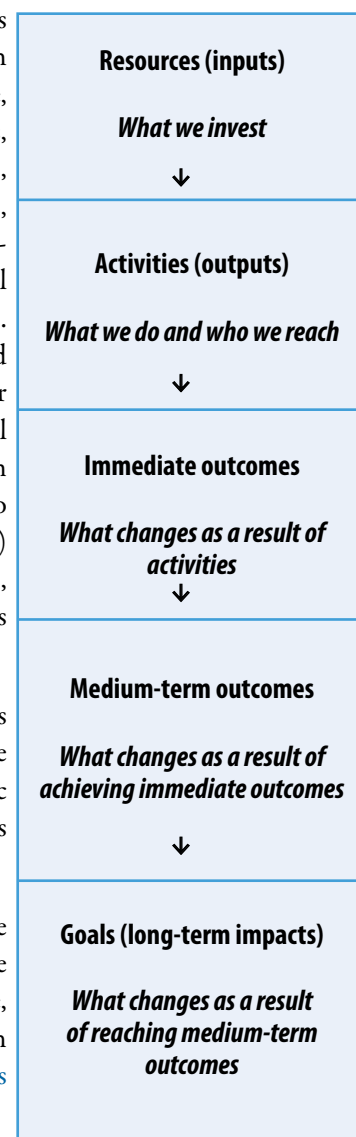 Resources (inputs)
What we invest
↓
Activities (outputs)
What we do and who we reach
↓
Immediate outcomes
What changes as a result of
activities
↓
Medium-term outcomes
What changes as a result of
achieving immediate outcomes
↓
Goals (long-term impacts)
What changes as a result
of reaching medium-term
outcomes